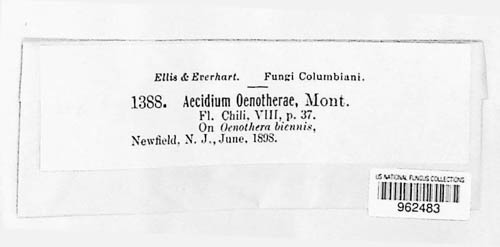 Ellis & Everhart. Fungi Columbiani.
1388. Aecidium Oenotherae, Mont.
Fl. Chili, VIII, p. 37.
On Oenothera biennis,
Newfield, N. J., June, 1898.
US NATIONAL FUNGUS COLLECTIONS
962483